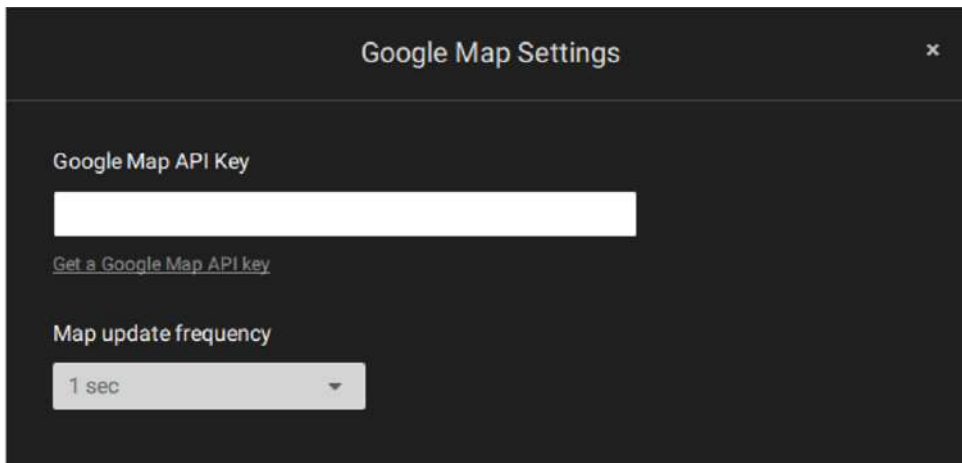 Google Map Settings
Google Map API Key
Get a Google Map API key
Map update frequency
1 sec